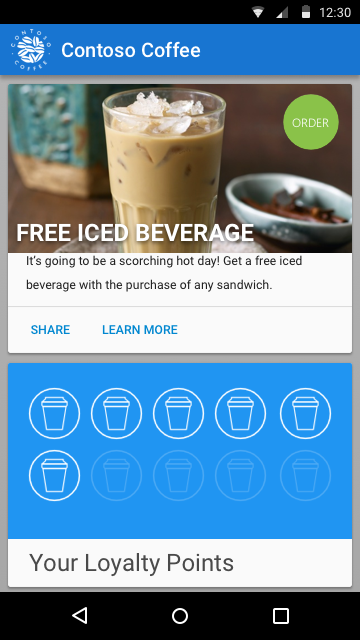 12:30
CONTOSO COFFEE
Contoso Coffee
ORDER
FREE ICED BEVERAGE
It's going to be a scorching hot day! Get a free iced
beverage with the purchase of any sandwich.
SHARE LEARN MORE
Your Loyalty Points